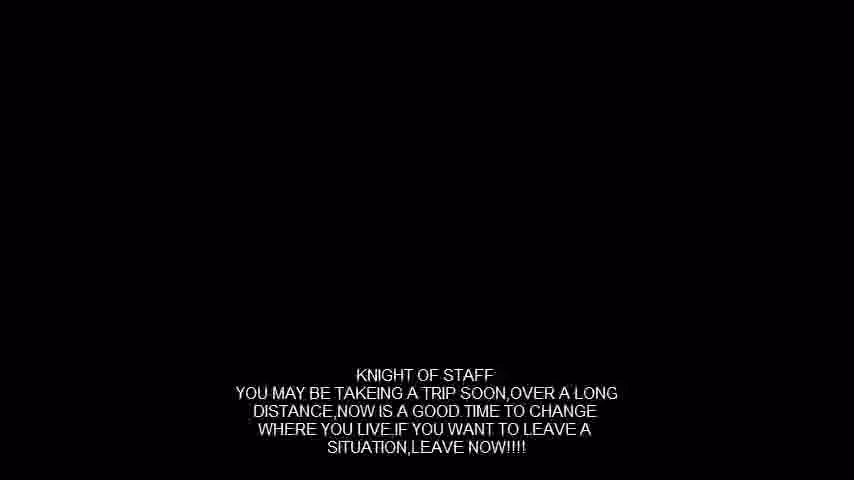 KNIGHT OF STAFF
YOU MAY BE TAKEING A TRIP SOON,OVER A LONG
DISTANCE,NOW IS A GOOD TIME TO CHANGE
WHERE YOU LIVE.IF YOU WANT TO LEAVE A
SITUATION,LEAVE NOW!!!!